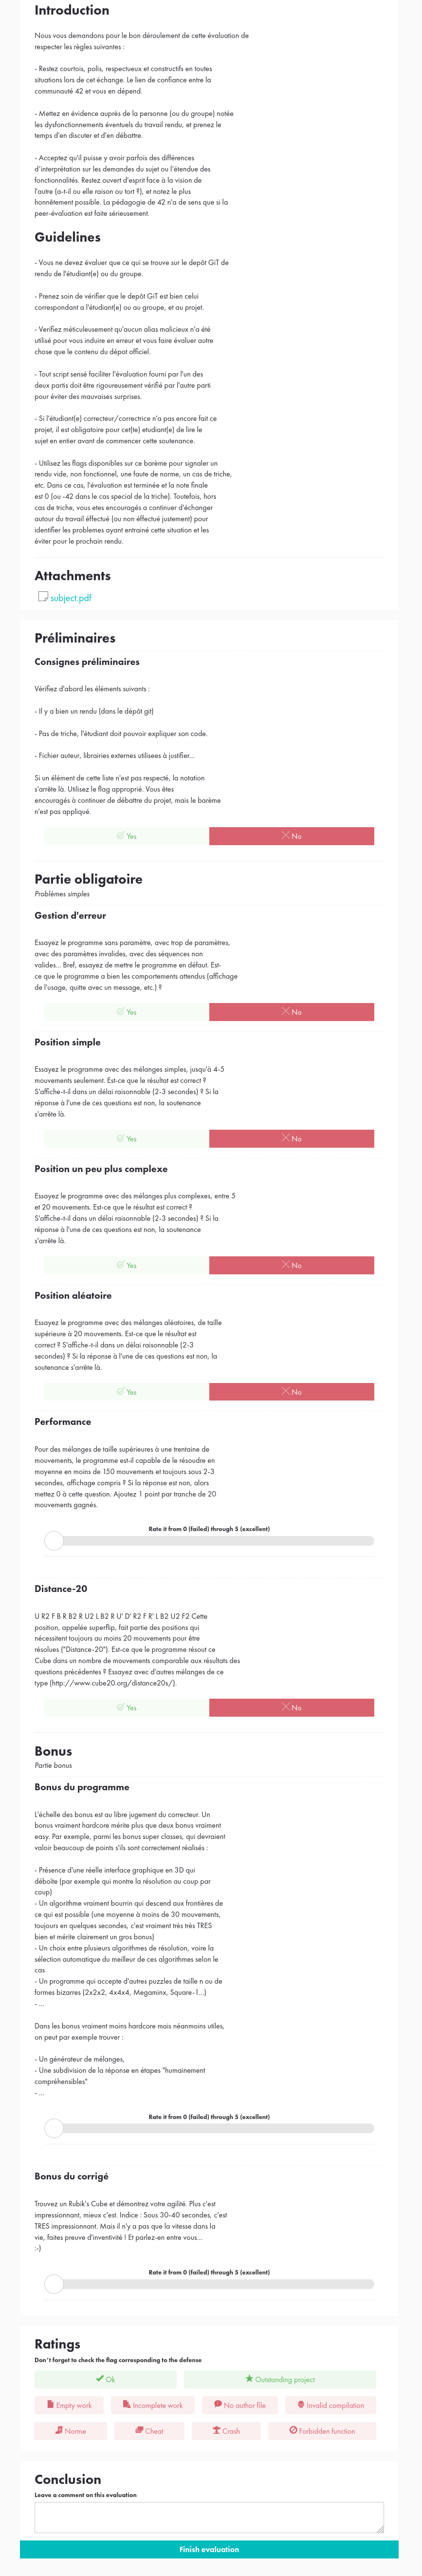 Introduction
Nous vous demandons pour le bon déroulement de cette évaluation de
respecter les règles suivantes :
- Restez courtois, polis, respectueux et constructifs en toutes
situations lors de cet échange. Le lien de confiance entre la
communauté 42 et vous en dépend.
- Mettez en évidence auprès de la personne (ou du groupe) notée
les dysfonctionnements éventuels du travail rendu, et prenez le
temps d'en discuter et d'en débattre.
- Acceptez qu'il puisse y avoir parfois des différences
d'interprétation sur les demandes du sujet ou l'étendue des
fonctionnalités. Restez ouvert d'esprit face à la vision de
l'autre (a-t-il ou elle raison ou tort ?), et notez le plus
honnêtement possible. La pédagogie de 42 n'a de sens que si la
peer-évaluation est faite sérieusement.
Guidelines
- Vous ne devez évaluer que ce qui se trouve sur le depôt GiT de
rendu de l'étudiant(e) ou du groupe.
- Prenez soin de vérifier que le depôt GiT est bien celui
correspondant a l'étudiant(e) ou au groupe, et au projet.
- Verifiez méticuleusement qu'aucun alias malicieux n'a été
utilisé pour vous induire en erreur et vous faire évaluer autre
chose que le contenu du dépot officiel.
- Tout script sensé faciliter l'évaluation fourni par l'un des
deux partis doit être rigoureusement vérifié par l'autre parti
pour éviter des mauvaises surprises.
- Si l'étudiant(e) correcteur/correctrice n'a pas encore fait ce
projet, il est obligatoire pour cet(te) etudiant(e) de lire le
sujet en entier avant de commencer cette soutenance.
- Utilisez les flags disponibles sur ce barème pour signaler un
rendu vide, non fonctionnel, une faute de norme, un cas de triche,
etc. Dans ce cas, l'évaluation est terminée et la note finale
est 0 (ou -42 dans le cas special de la triche). Toutefois, hors
cas de triche, vous etes encouragés a continuer d'échanger
autour du travail éffectué (ou non éffectué justement) pour
identifier les problemes ayant entrainé cette situation et les
éviter pour le prochain rendu.
Attachments
subject.pdf
Préliminaires
Consignes préliminaires
Vérifiez d'abord les éléments suivants :
- Il y a bien un rendu (dans le dépôt git)
- Pas de triche, l'étudiant doit pouvoir expliquer son code.
- Fichier auteur, librairies externes utilisees à justifier...
Si un élément de cette liste n'est pas respecté, la notation
s'arrête là. Utilisez le flag approprié. Vous êtes
encouragés à continuer de débattre du projet, mais le barème
n'est pas appliqué.
Yes No
Partie obligatoire
Problèmes simples
Gestion d'erreur
Essayez le programme sans paramètre, avec trop de paramètres,
avec des paramètres invalides, avec des séquences non
valides... Bref, essayez de mettre le programme en défaut. Est-
ce que le programme a bien les comportements attendus (affichage
de l'usage, quitte avec un message, etc.) ?
Yes No
Position simple
Essayez le programme avec des mélanges simples, jusqu'à 4-5
mouvements seulement. Est-ce que le résultat est correct ?
S'affiche-t-il dans un délai raisonnable (2-3 secondes) ? Si la
réponse à l'une de ces questions est non, la soutenance
s'arrête là.
Yes No
Position un peu plus complexe
Essayez le programme avec des mélanges plus complexes, entre 5
et 20 mouvements. Est-ce que le résultat est correct ?
S'affiche-t-il dans un délai raisonnable (2-3 secondes) ? Si la
réponse à l'une de ces questions est non, la soutenance
s'arrête là.
Yes No
Position aléatoire
Essayez le programme avec des mélanges aléatoires, de taille
supérieure à 20 mouvements. Est-ce que le résultat est
correct ? S'affiche-t-il dans un délai raisonnable (2-3
secondes) ? Si la réponse à l'une de ces questions est non, la
soutenance s'arrête là.
Yes No
Performance
Pour des mélanges de taille supérieures à une trentaine de
mouvements, le programme est-il capable de le résoudre en
moyenne en moins de 150 mouvements et toujours sous 2-3
secondes, affichage compris ? Si la réponse est non, alors
mettez 0 à cette question. Ajoutez 1 point par tranche de 20
mouvements gagnés.
Rate it from 0 (failed) through 5 (excellent)
Distance-20
U R2 F B R B2 R U2 L B2 R U' D' R2 F R' L B2 U2 F2 Cette
position, appelée superflip, fait partie des positions qui
nécessitent toujours au moins 20 mouvements pour être
résolues ("Distance-20"). Est-ce que le programme résout ce
Cube dans un nombre de mouvements comparable aux résultats des
questions précédentes ? Essayez avec d'autres mélanges de ce
type (http://www.cube20.org/distance20s/).
Yes No
Bonus
Partie bonus
Bonus du programme
L'échelle des bonus est au libre jugement du correcteur. Un
bonus vraiment hardcore mérite plus que deux bonus vraiment
easy. Par exemple, parmi les bonus super classes, qui devraient
valoir beaucoup de points s'ils sont correctement réalisés :
- Présence d'une réelle interface graphique en 3D qui
déboîte (par exemple qui montre la résolution au coup par
coup)
- Un algorithme vraiment bourrin qui descend aux frontières de
ce qui est possible (une moyenne à moins de 30 mouvements,
toujours en quelques secondes, c'est vraiment très très TRES
bien et mérite clairement un gros bonus)
- Un choix entre plusieurs algorithmes de résolution, voire la
sélection automatique du meilleur de ces algorithmes selon le
cas
- Un programme qui accepte d'autres puzzles de taille n ou de
formes bizarres (2x2x2, 4x4x4, Megaminx, Square-1...)
- ...
Dans les bonus vraiment moins hardcore mais néanmoins utiles,
on peut par exemple trouver :
- Un générateur de mélanges,
- Une subdivision de la réponse en étapes "humainement
compréhensibles"
- ...
Rate it from 0 (failed) through 5 (excellent)
Bonus du corrigé
Trouvez un Rubik's Cube et démontrez votre agilité. Plus c'est
impressionnant, mieux c'est. Indice : Sous 30-40 secondes, c'est
TRES impressionnant. Mais il n'y a pas que la vitesse dans la
vie, faites preuve d'inventivité ! Et parlez-en entre vous...
:-)
Rate it from 0 (failed) through 5 (excellent)
Ratings
Don't forget to check the flag corresponding to the defense
Ok Outstanding project
Empty work Incomplete work No author file Invalid compilation
Norme Cheat Crash Forbidden function
Conclusion
Leave a comment on this evaluation
Finish evaluation